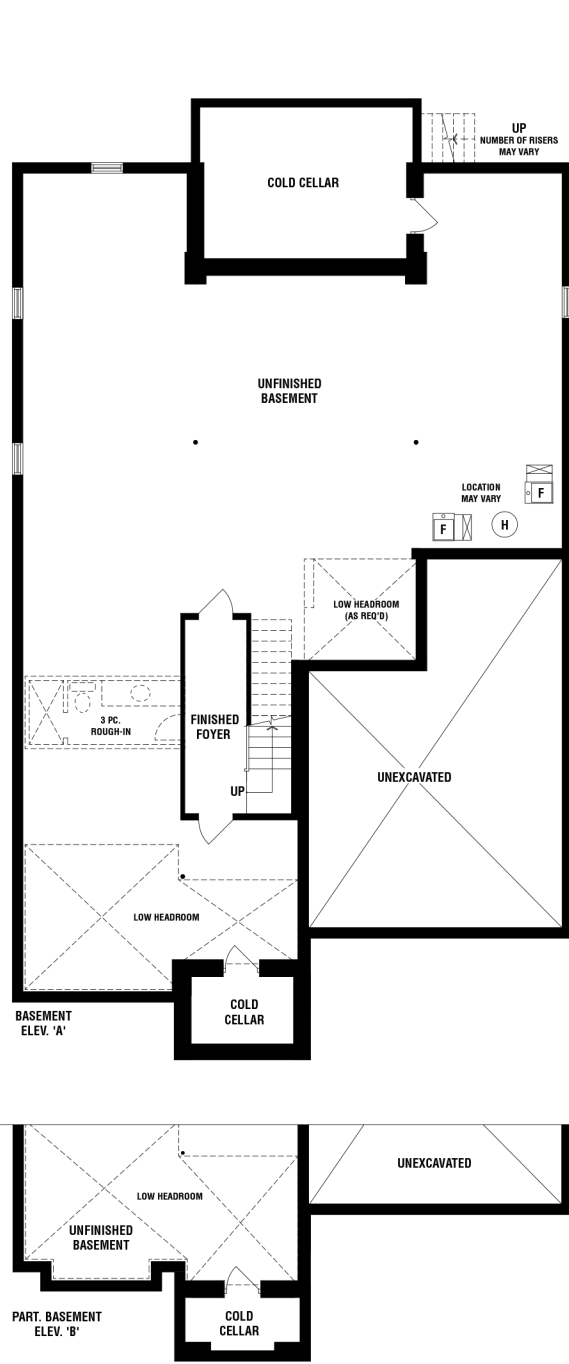 UP
NUMBER OF RISERS
MAY VARY
COLD CELLAR
UNFINISHED
BASEMENT
LOCATION
MAY VARY
F
F
H
LOW HEADROOM
(AS REQ'D)
3 PC.
ROUGH-IN
FINISHED
FOYER
UP
UNEXCAVATED
LOW HEADROOM
COLD
CELLAR
BASEMENT
ELEV. 'A'
UNEXCAVATED
LOW HEADROOM
UNFINISHED
BASEMENT
PART. BASEMENT
ELEV. 'B'
COLD
CELLAR